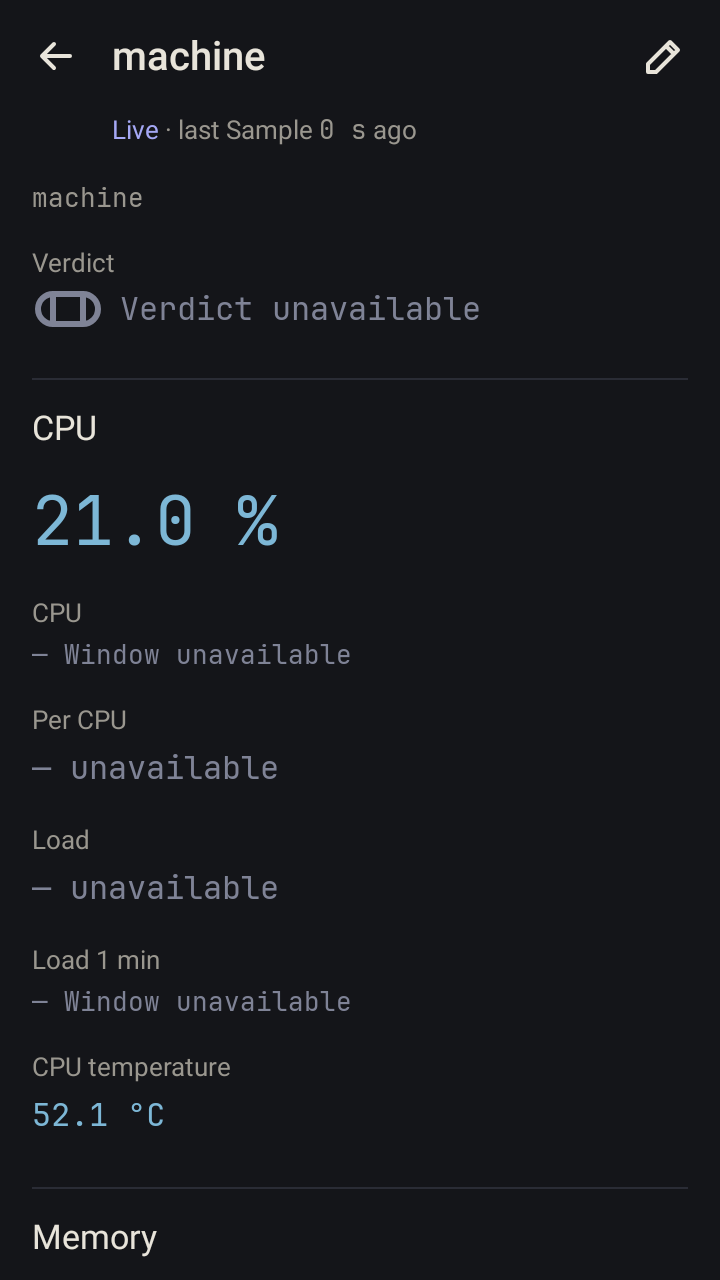 machine
Live · last Sample 0 s ago
machine
Verdict
Verdict unavailable
CPU
21.0 %
CPU
— Window unavailable
Per CPU
— unavailable
Load
— unavailable
Load 1 min
— Window unavailable
CPU temperature
52.1 °C
Memory